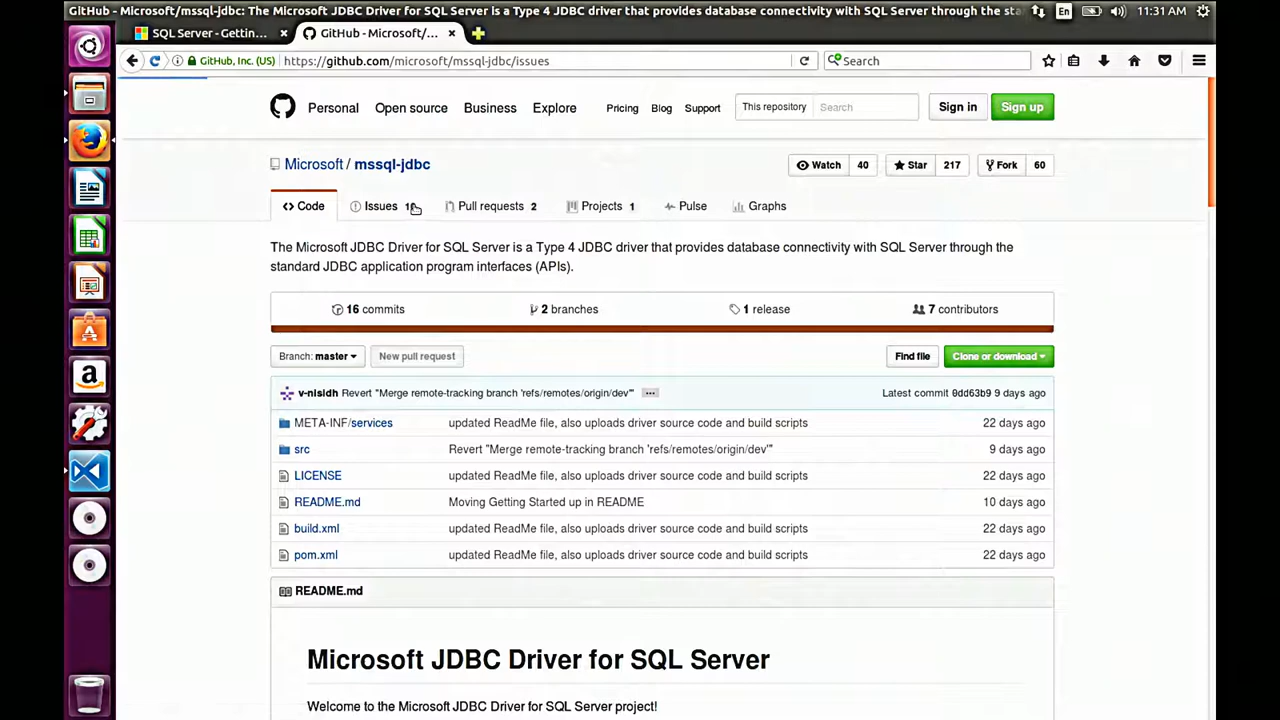 GitHub - Microsoft/mssql-jdbc: The Microsoft JDBC Driver for SQL Server is a Type 4 JDBC driver that provides database connectivity with SQL Server through the sta
En 11:31 AM
SQL Server - Gettin... GitHub - Microsoft/...
GitHub, Inc. (US) https://github.com/microsoft/mssql-jdbc/issues Search
Personal Open source Business Explore Pricing Blog Support This repository Search Sign in Sign up
Microsoft / mssql-jdbc Watch 40 Star 217 Fork 60
<> Code Issues Pull requests 2 Projects 1 Pulse Graphs
The Microsoft JDBC Driver for SQL Server is a Type 4 JDBC driver that provides database connectivity with SQL Server through the
standard JDBC application program interfaces (APIs).
16 commits 2 branches 1 release 7 contributors
Branch: master New pull request Find file Clone or download
v-nisidh Revert "Merge remote-tracking branch 'refs/remotes/origin/dev'" ... Latest commit 0dd63b9 9 days ago
META-INF/services updated ReadMe file, also uploads driver source code and build scripts 22 days ago
src Revert "Merge remote-tracking branch 'refs/remotes/origin/dev'" 9 days ago
LICENSE updated ReadMe file, also uploads driver source code and build scripts 22 days ago
README.md Moving Getting Started up in README 10 days ago
build.xml updated ReadMe file, also uploads driver source code and build scripts 22 days ago
pom.xml updated ReadMe file, also uploads driver source code and build scripts 22 days ago
README.md
Microsoft JDBC Driver for SQL Server
Welcome to the Microsoft JDBC Driver for SQL Server project!